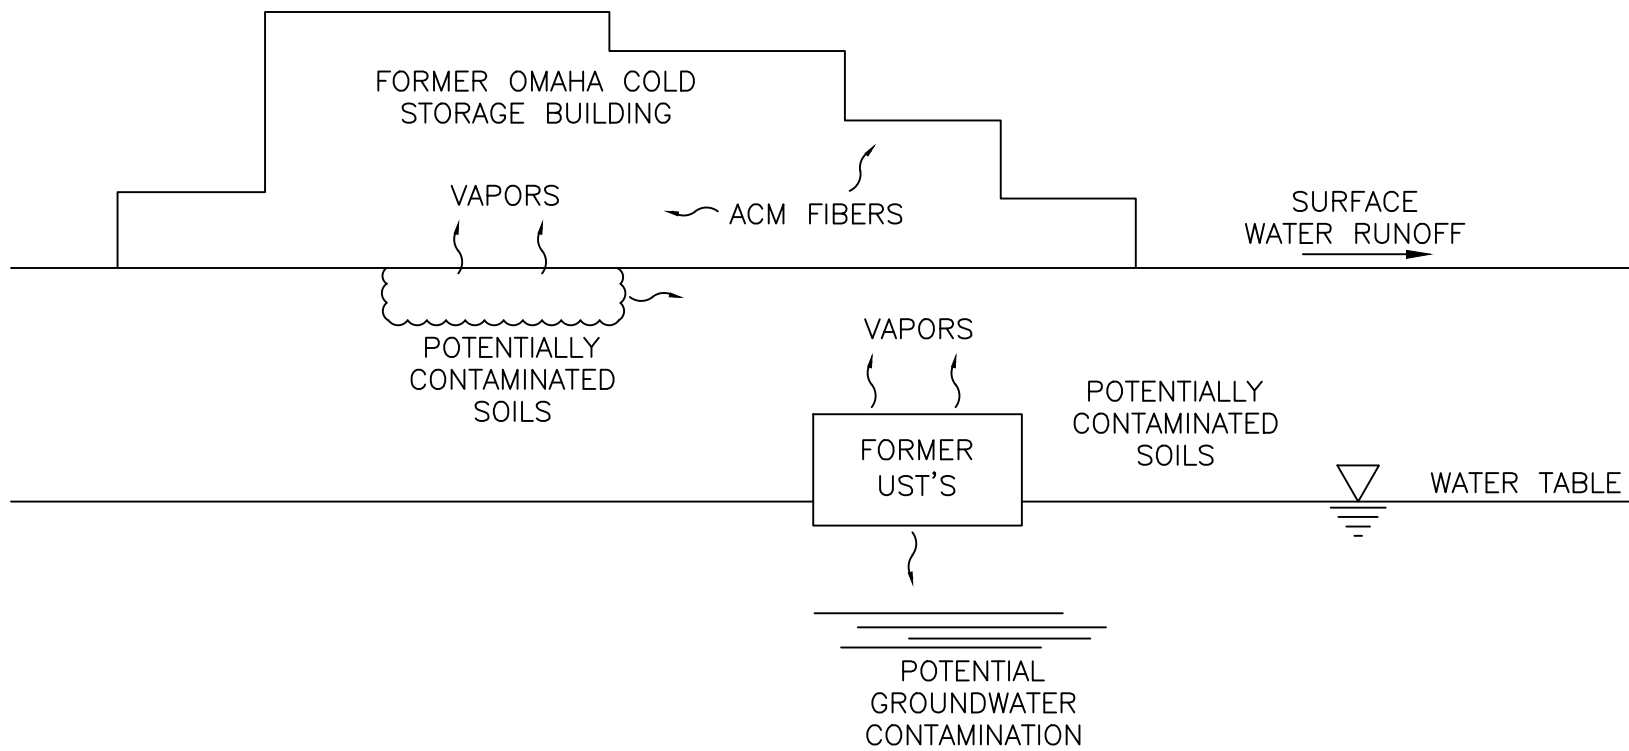 FORMER OMAHA COLD
STORAGE BUILDING
VAPORS
ACM FIBERS
SURFACE
WATER RUNOFF
POTENTIALLY
CONTAMINATED
SOILS
VAPORS
FORMER
UST'S
POTENTIALLY
CONTAMINATED
SOILS
WATER TABLE
POTENTIAL
GROUNDWATER
CONTAMINATION